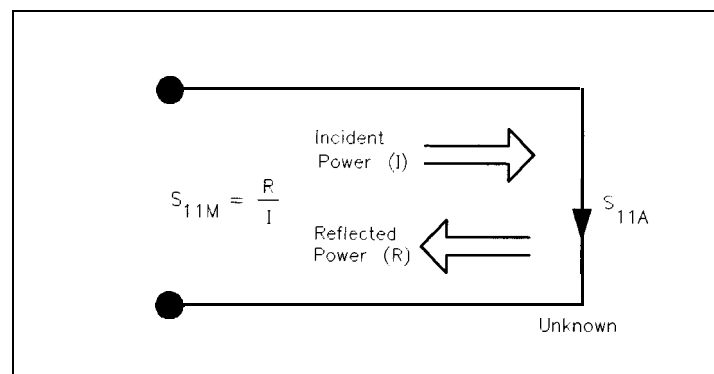 Incident
Power (I)
S11M = R/I
Reflected
Power (R)
S11A
Unknown